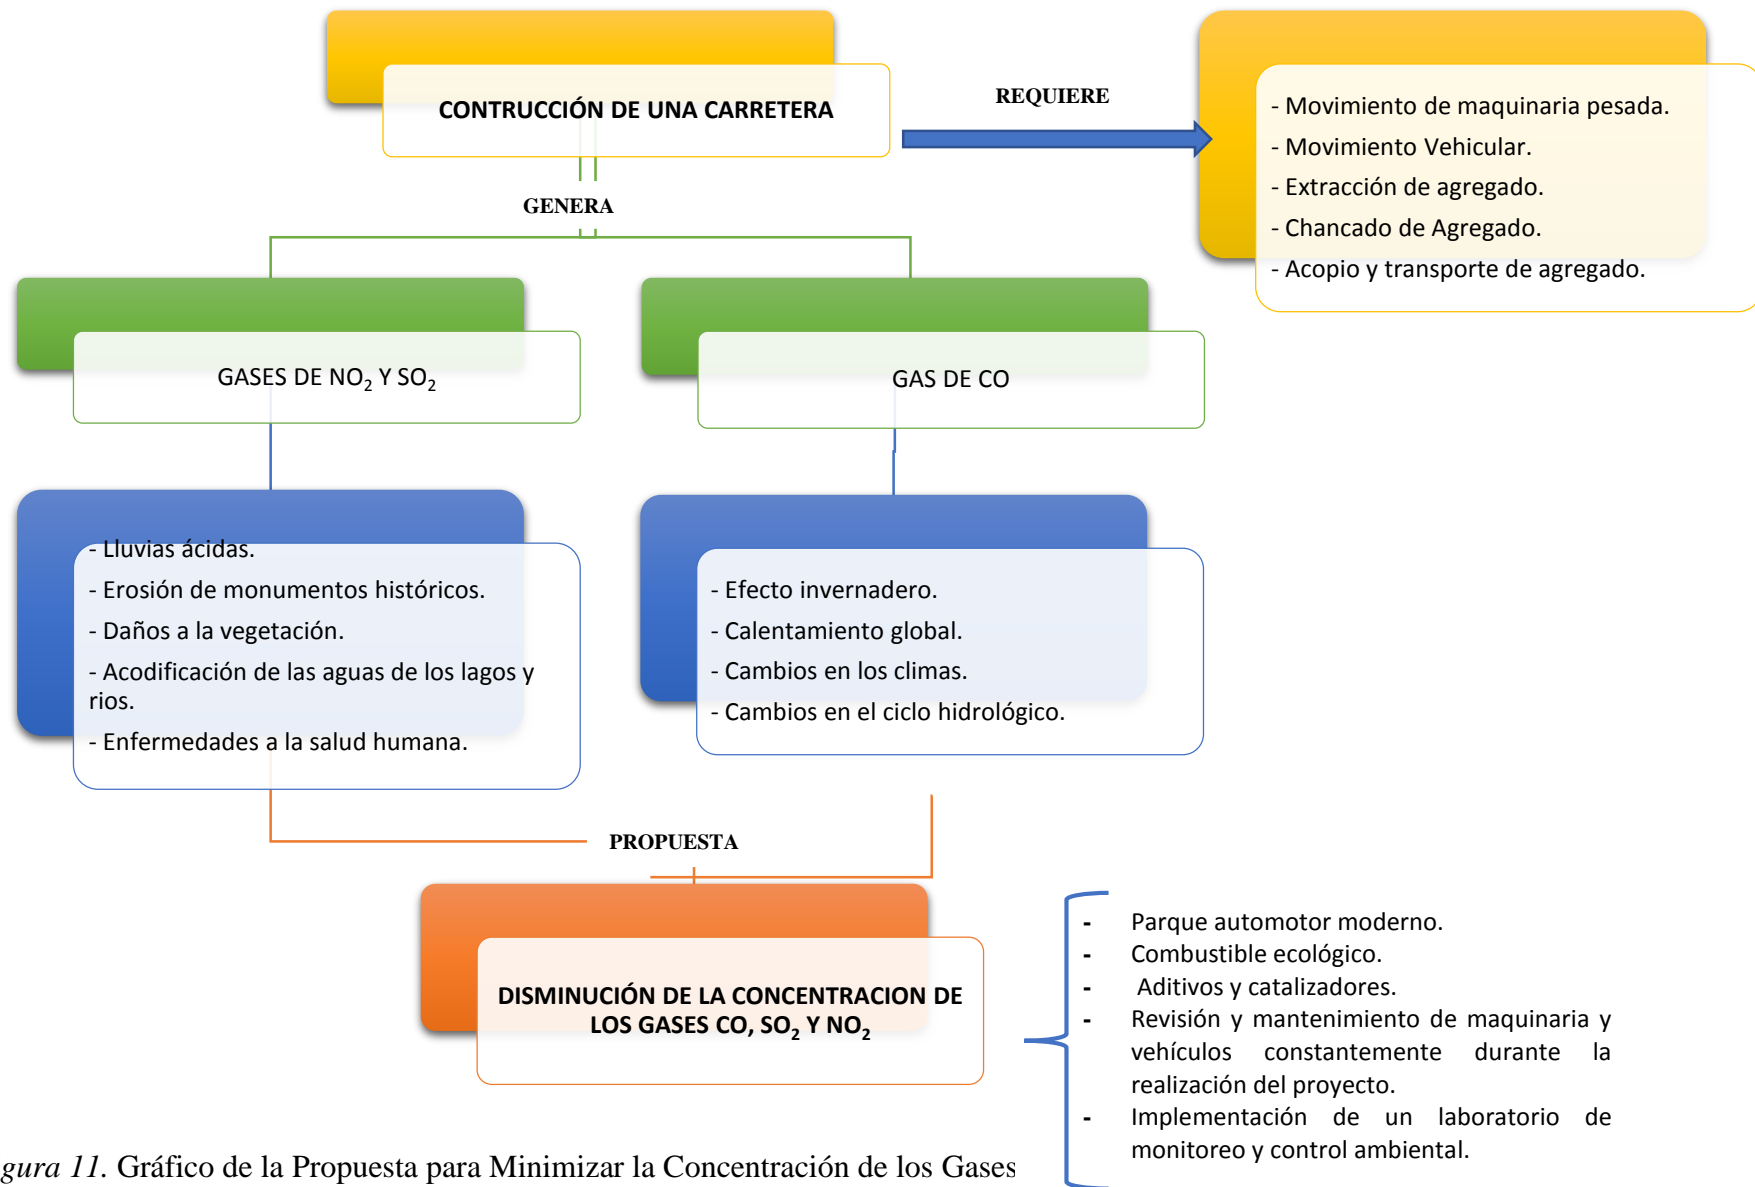 CONTRUCCIÓN DE UNA CARRETERA
REQUIERE
- Movimiento de maquinaria pesada.
- Movimiento Vehicular.
- Extracción de agregado.
- Chancado de Agregado.
- Acopio y transporte de agregado.
GENERA
GASES DE NO₂ Y SO₂
GAS DE CO
- Lluvias ácidas.
- Erosión de monumentos históricos.
- Daños a la vegetación.
- Acodificación de las aguas de los lagos y
rios.
- Enfermedades a la salud humana.
- Efecto invernadero.
- Calentamiento global.
- Cambios en los climas.
- Cambios en el ciclo hidrológico.
PROPUESTA
DISMINUCIÓN DE LA CONCENTRACION DE
LOS GASES CO, SO₂ Y NO₂
- Parque automotor moderno.
- Combustible ecológico.
- Aditivos y catalizadores.
- Revisión y mantenimiento de maquinaria y
vehículos constantemente durante la
realización del proyecto.
- Implementación de un laboratorio de
monitoreo y control ambiental.
gura 11. Gráfico de la Propuesta para Minimizar la Concentración de los Gases